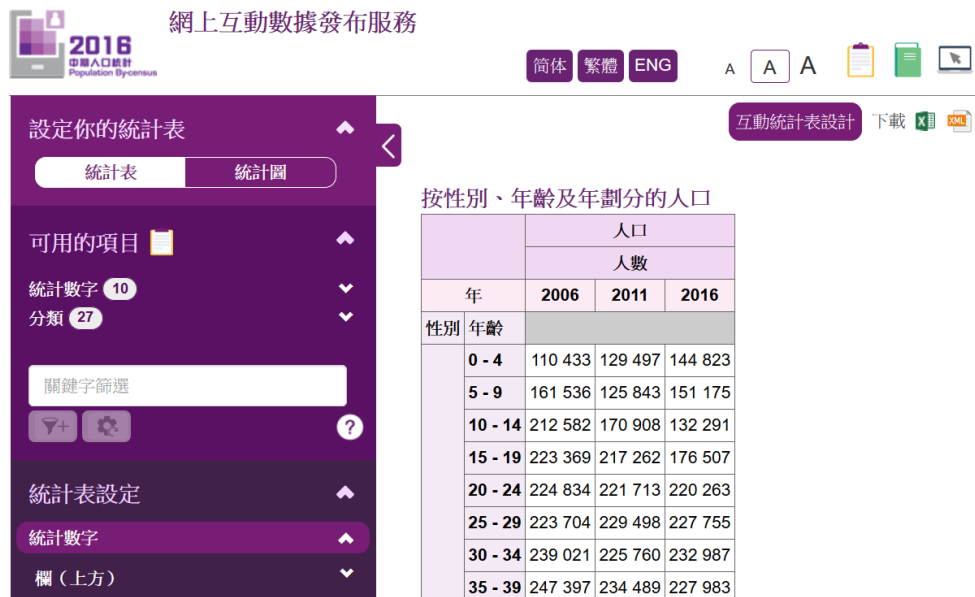 網上互動數據發布服務
2016
中期人口統計
Population By-census
简体 繁體 ENG A A A
設定你的統計表
互動統計表設計 下載 X XML
統計表 統計圖
按性別、年齡及年劃分的人口
人口
可用的項目
人數
統計數字 10
年 2006 2011 2016
分類 27
性別 年齡
0 - 4 110 433 129 497 144 823
關鍵字篩選
5 - 9 161 536 125 843 151 175
10 - 14 212 582 170 908 132 291
?
15 - 19 223 369 217 262 176 507
統計表設定
20 - 24 224 834 221 713 220 263
25 - 29 223 704 229 498 227 755
統計數字
30 - 34 239 021 225 760 232 987
欄（上方）
35 - 39 247 397 234 489 227 983